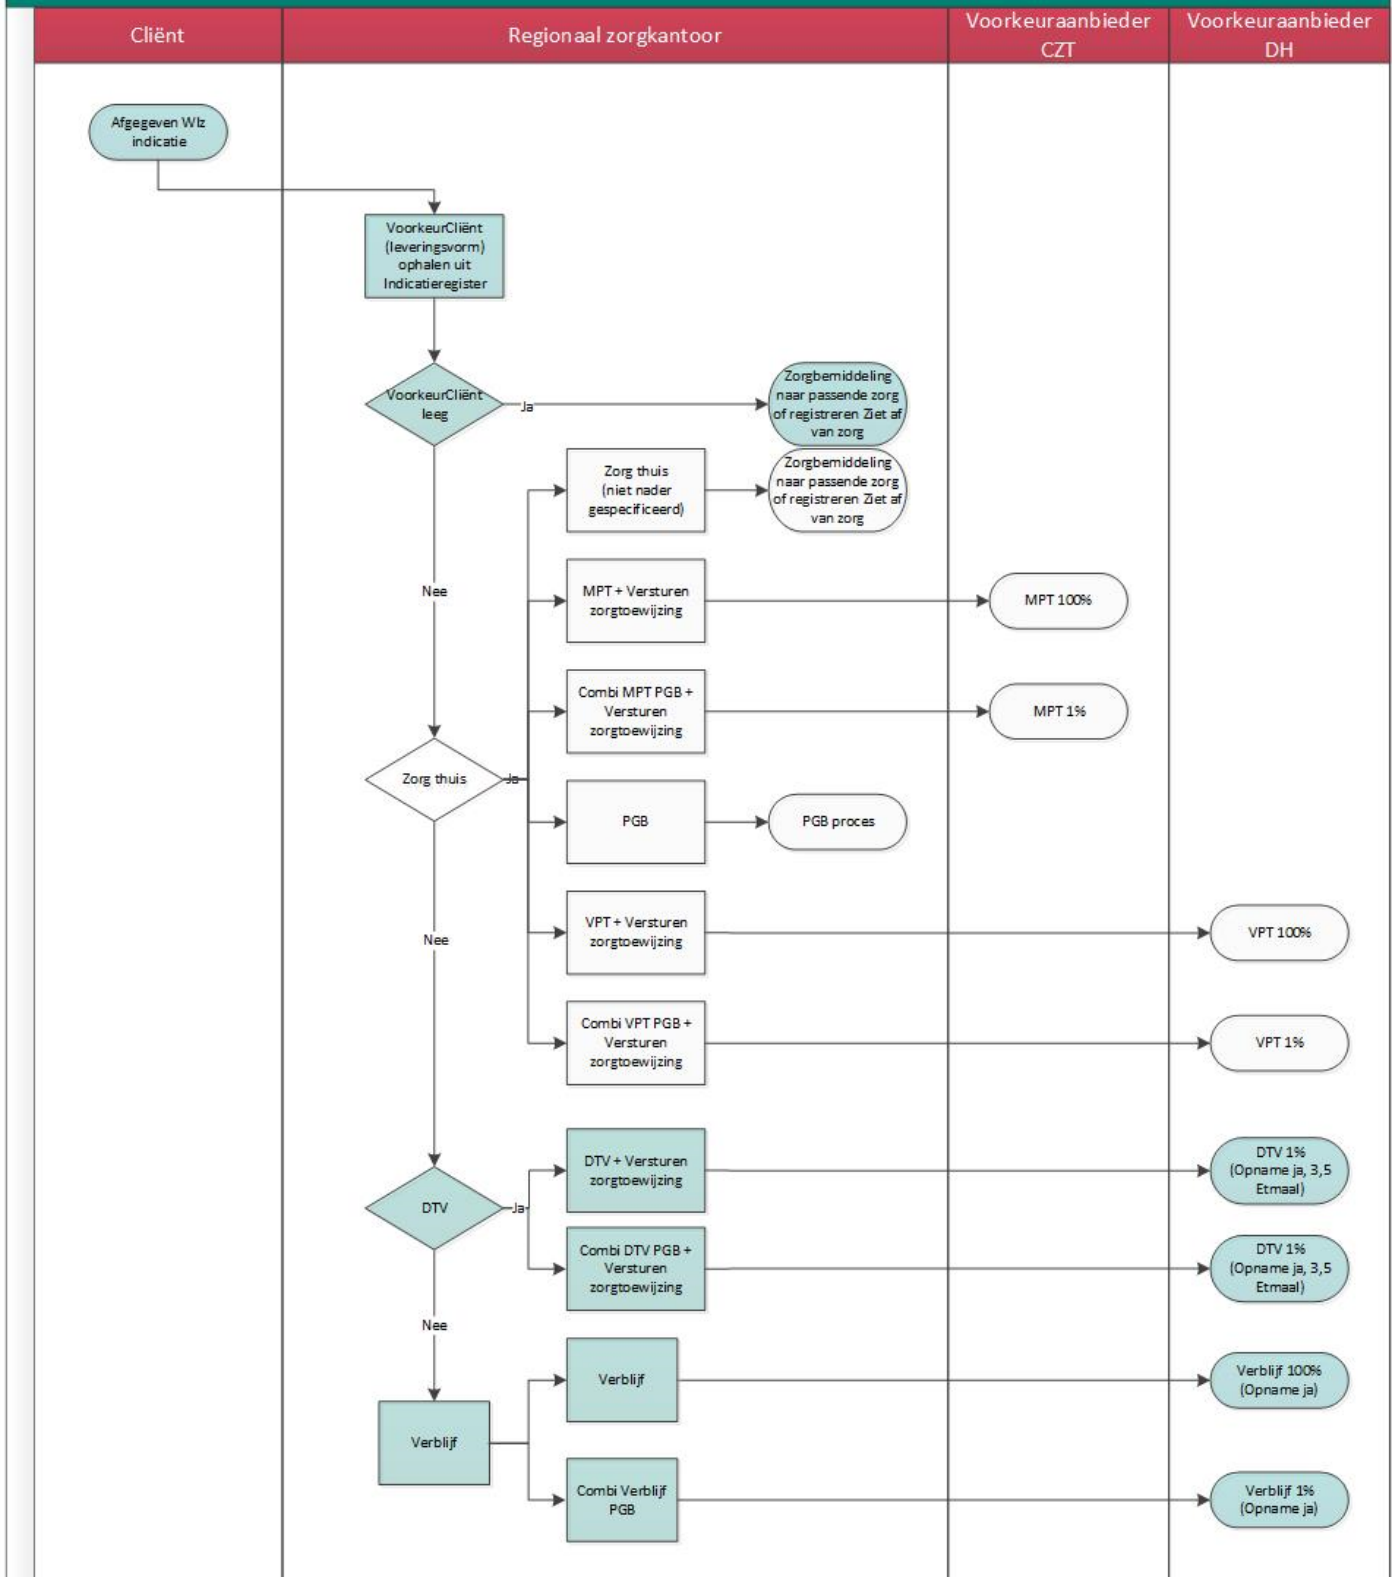 Cliënt
Regionaal zorgkantoor
Voorkeuraanbieder
CZT
Voorkeuraanbieder
DH
Afgegeven Wlz
indicatie
VoorkeurCliënt
(leveringsvorm)
ophalen uit
Indicatieregister
VoorkeurCliënt
leeg
Ja
Zorgbemiddeling
naar passende zorg
of registreren Ziet af
van zorg
Zorg thuis
(niet nader
gespecificeerd)
Zorgbemiddeling
naar passende zorg
of registreren Ziet af
van zorg
Nee
MPT + Versturen
zorgtoewijzing
MPT 100%
Combi MPT PGB +
Versturen
zorgtoewijzing
MPT 1%
Zorg thuis
Ja
PGB
PGB proces
Nee
VPT + Versturen
zorgtoewijzing
VPT 100%
Combi VPT PGB +
Versturen
zorgtoewijzing
VPT 1%
DTV + Versturen
zorgtoewijzing
DTV 1%
(Opname ja, 3,5
Etmaal)
DTV
Ja
Combi DTV PGB +
Versturen
zorgtoewijzing
DTV 1%
(Opname ja, 3,5
Etmaal)
Nee
Verblijf
Verblijf 100%
(Opname ja)
Verblijf
Combi Verblijf
PGB
Verblijf 1%
(Opname ja)